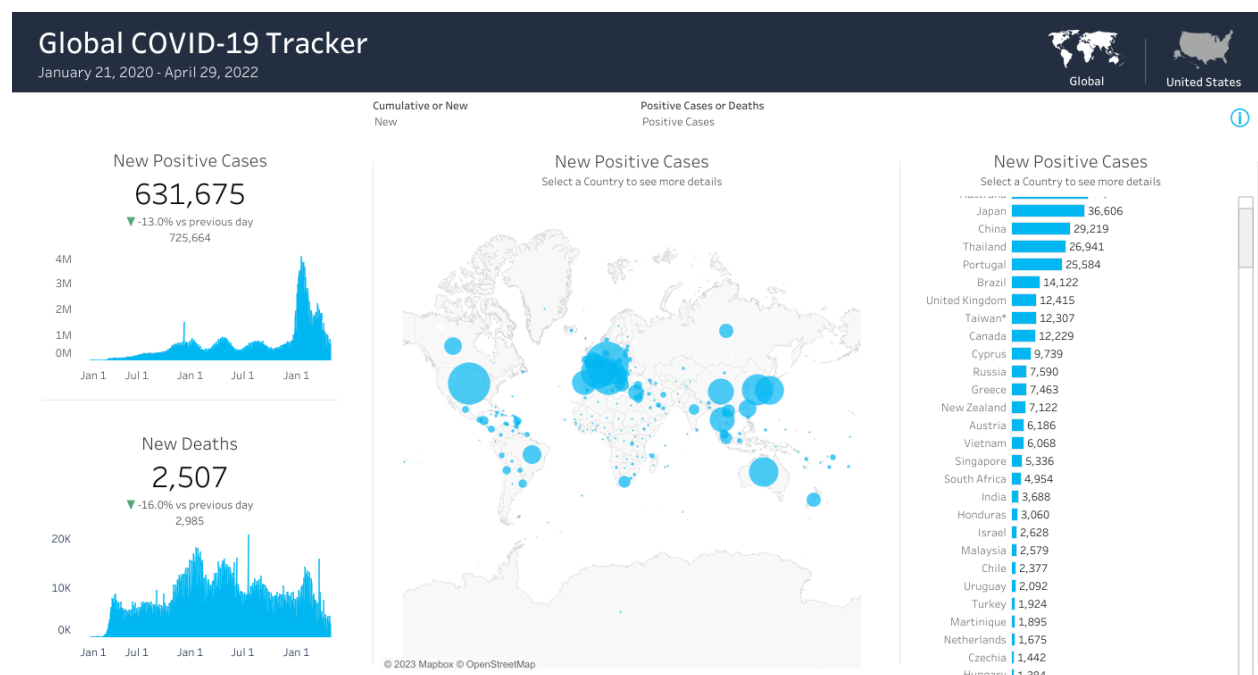 Global COVID-19 Tracker
January 21, 2020 - April 29, 2022
Global
United States
Cumulative or New
New
Positive Cases or Deaths
Positive Cases
New Positive Cases
631,675
▼ -13.0% vs previous day
725,664
4M
3M
2M
1M
0M
Jan 1 Jul 1 Jan 1 Jul 1 Jan 1
New Deaths
2,507
▼ -16.0% vs previous day
2,985
20K
10K
0K
Jan 1 Jul 1 Jan 1 Jul 1 Jan 1
New Positive Cases
Select a Country to see more details
© 2023 Mapbox © OpenStreetMap
New Positive Cases
Select a Country to see more details
Japan 36,606
China 29,219
Thailand 26,941
Portugal 25,584
Brazil 14,122
United Kingdom 12,415
Taiwan* 12,307
Canada 12,229
Cyprus 9,739
Russia 7,590
Greece 7,463
New Zealand 7,122
Austria 6,186
Vietnam 6,068
Singapore 5,336
South Africa 4,954
India 3,688
Honduras 3,060
Israel 2,628
Malaysia 2,579
Chile 2,377
Uruguay 2,092
Turkey 1,924
Martinique 1,895
Netherlands 1,675
Czechia 1,442